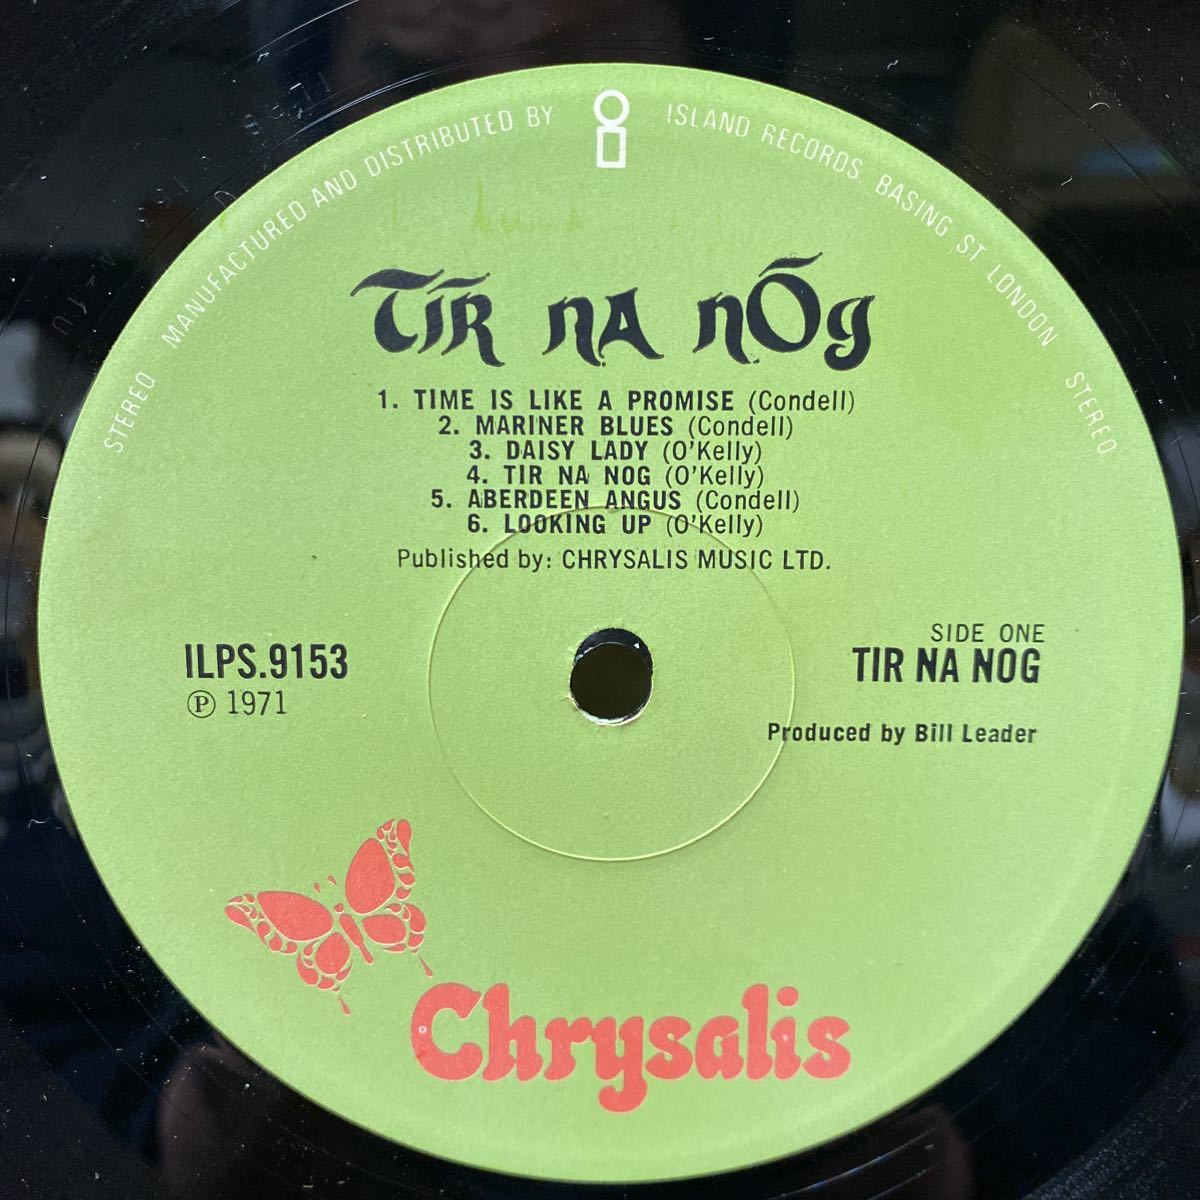 STEREO MANUFACTURED AND DISTRIBUTED BY ISLAND RECORDS. BASING ST LONDON STEREO
TÍR NA NÓG
1. TIME IS LIKE A PROMISE (Condell)
2. MARINER BLUES (Condell)
3. DAISY LADY (O'Kelly)
4. TIR NA NOG (O'Kelly)
5. ABERDEEN ANGUS (Condell)
6. LOOKING UP (O'Kelly)
Published by: CHRYSALIS MUSIC LTD.
ILPS.9153
Ⓟ 1971
SIDE ONE
TIR NA NOG
Produced by Bill Leader
Chrysalis